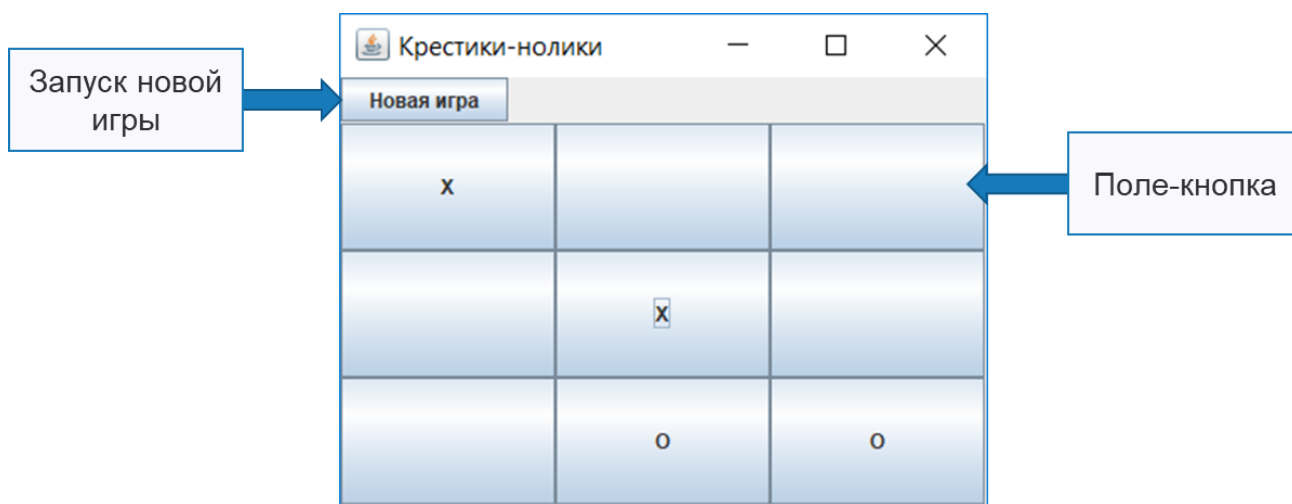 Крестики-нолики
Запуск новой
игры
Новая игра
X
Поле-кнопка
X
O
O